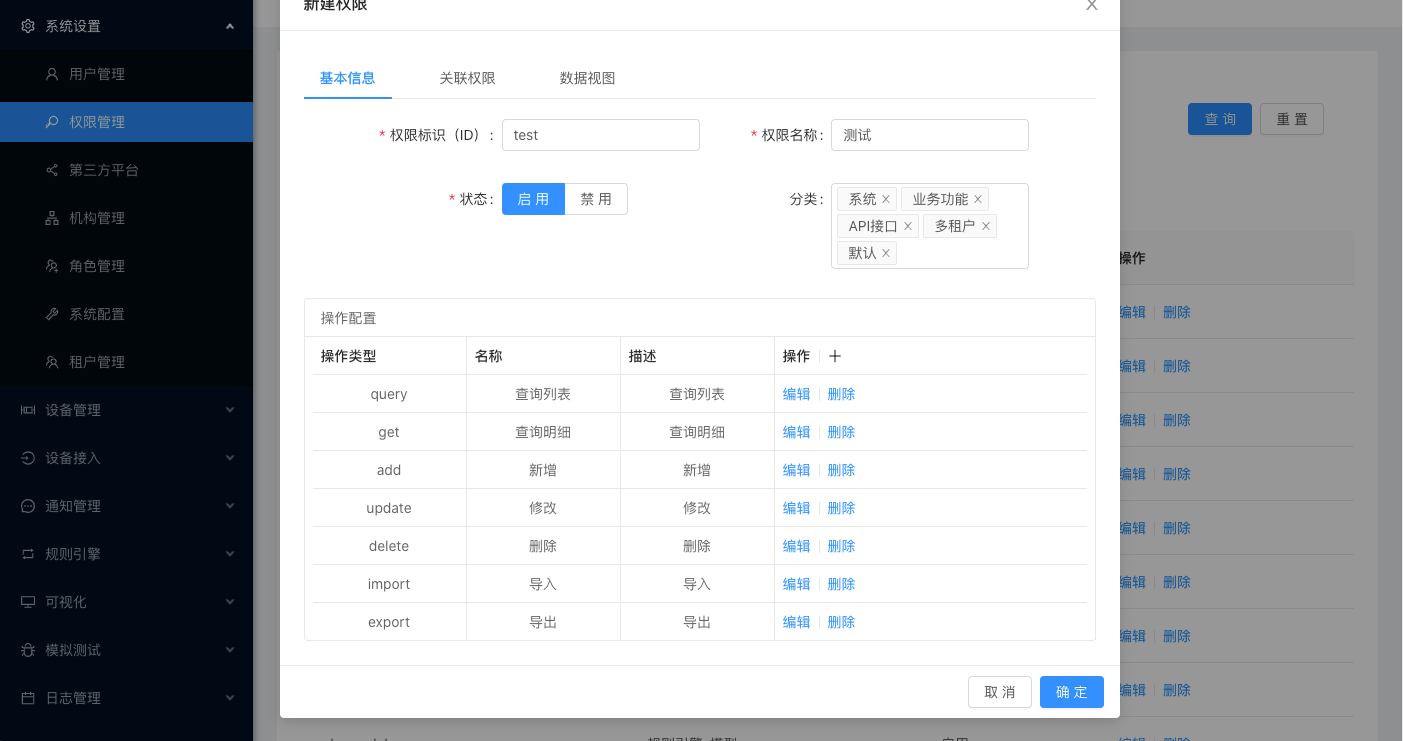 系统设置
用户管理
权限管理
第三方平台
机构管理
角色管理
系统配置
租户管理
设备管理
设备接入
通知管理
规则引擎
可视化
模拟测试
日志管理
新建权限
基本信息 关联权限 数据视图
* 权限标识（ID）: test * 权限名称: 测试
* 状态: 启 用 禁 用 分类: 系统 业务功能
API接口 多租户
默认
操作配置
操作类型 名称 描述 操作
query 查询列表 查询列表 编辑 删除
get 查询明细 查询明细 编辑 删除
add 新增 新增 编辑 删除
update 修改 修改 编辑 删除
delete 删除 删除 编辑 删除
import 导入 导入 编辑 删除
export 导出 导出 编辑 删除
取 消 确 定
查 询 重 置
操作
编辑 删除
编辑 删除
编辑 删除
编辑 删除
编辑 删除
编辑 删除
编辑 删除
编辑 删除